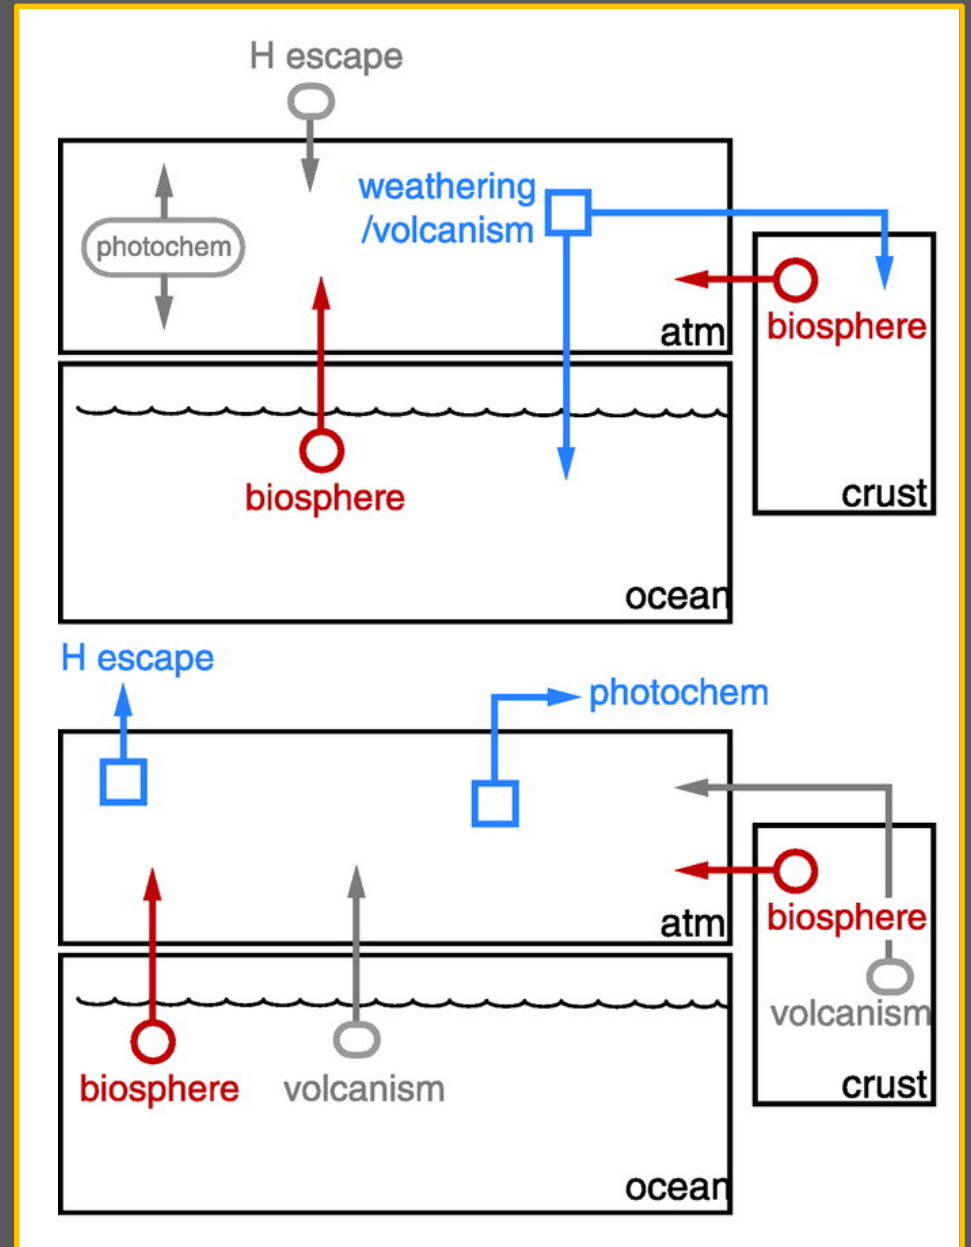 H escape
weathering
/volcanism
photochem
atm
biosphere
biosphere
crust
ocean
H escape
photochem
atm
biosphere
volcanism
biosphere
volcanism
crust
ocean